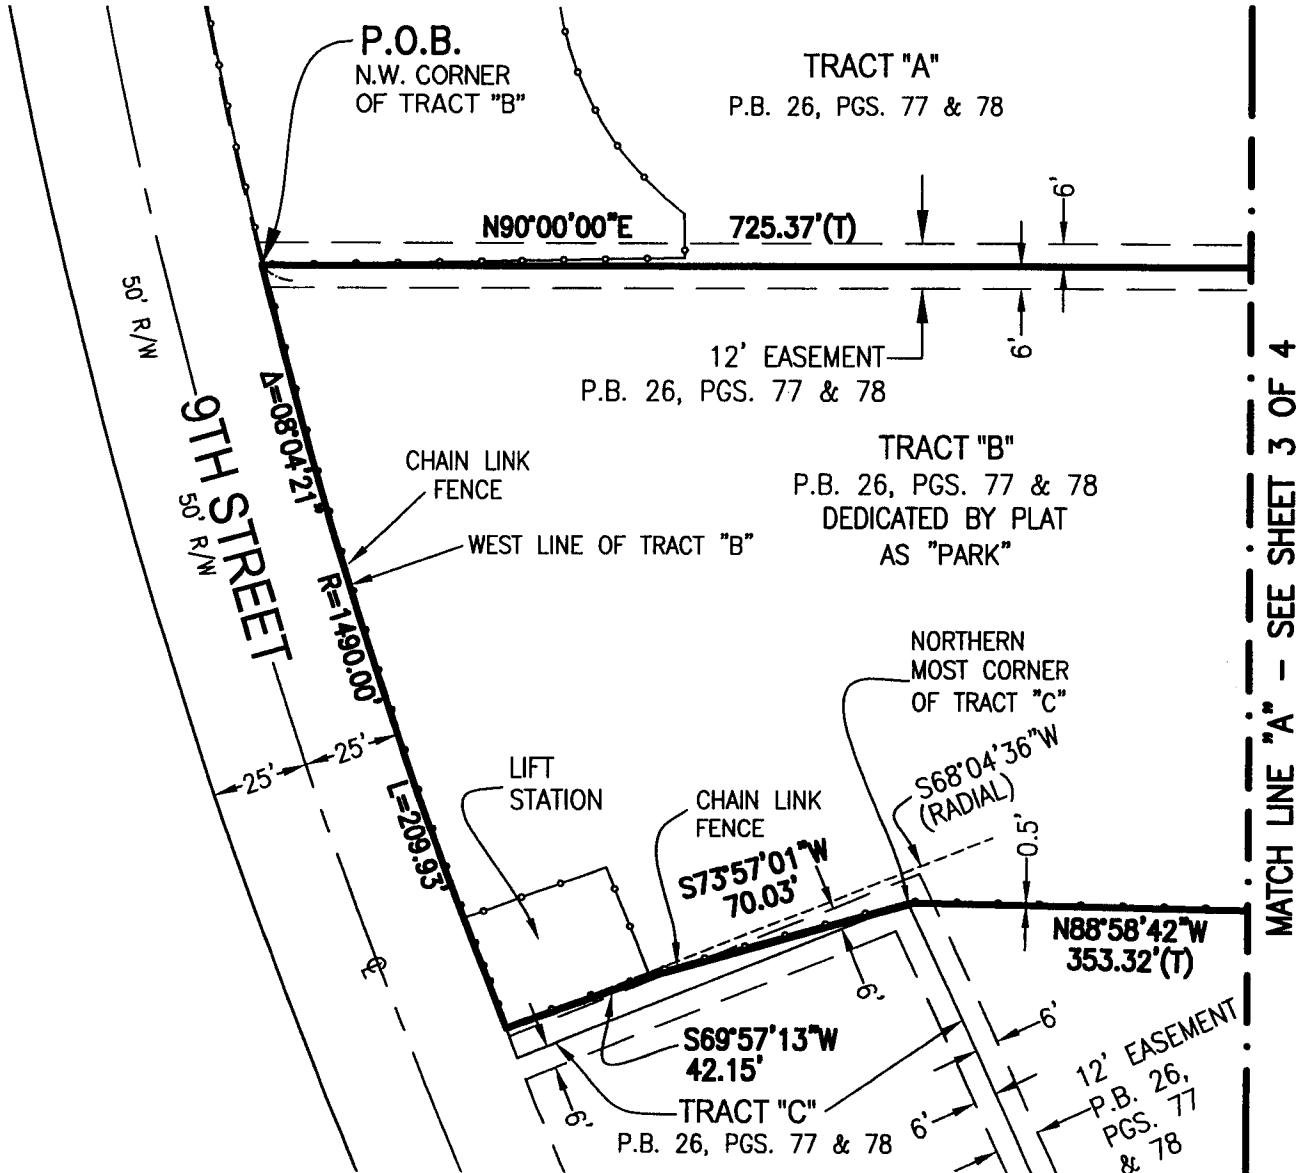 P.O.B.
N.W. CORNER
OF TRACT "B"
TRACT "A"
P.B. 26, PGS. 77 & 78
6'
N90°00'00"E
725.37'(T)
50' R/W
6'
12' EASEMENT
P.B. 26, PGS. 77 & 78
Δ=08°04'21"
9TH STREET
50' R/W
CHAIN LINK
FENCE
WEST LINE OF TRACT "B"
TRACT "B"
P.B. 26, PGS. 77 & 78
DEDICATED BY PLAT
AS "PARK"
R=1490.00'
NORTHERN
MOST CORNER
OF TRACT "C"
MATCH LINE "A" - SEE SHEET 3 OF 4
25'
25'
L=209.93'
LIFT
STATION
CHAIN LINK
FENCE
S68°04'36"W
(RADIAL)
0.5'
S73°57'01"W
70.03'
N88°58'42"W
353.32'(T)
℄
6'
S69°57'13"W
42.15'
6'
12' EASEMENT
P.B. 26,
PGS. 77
& 78
6'
TRACT "C"
P.B. 26, PGS. 77 & 78
6'